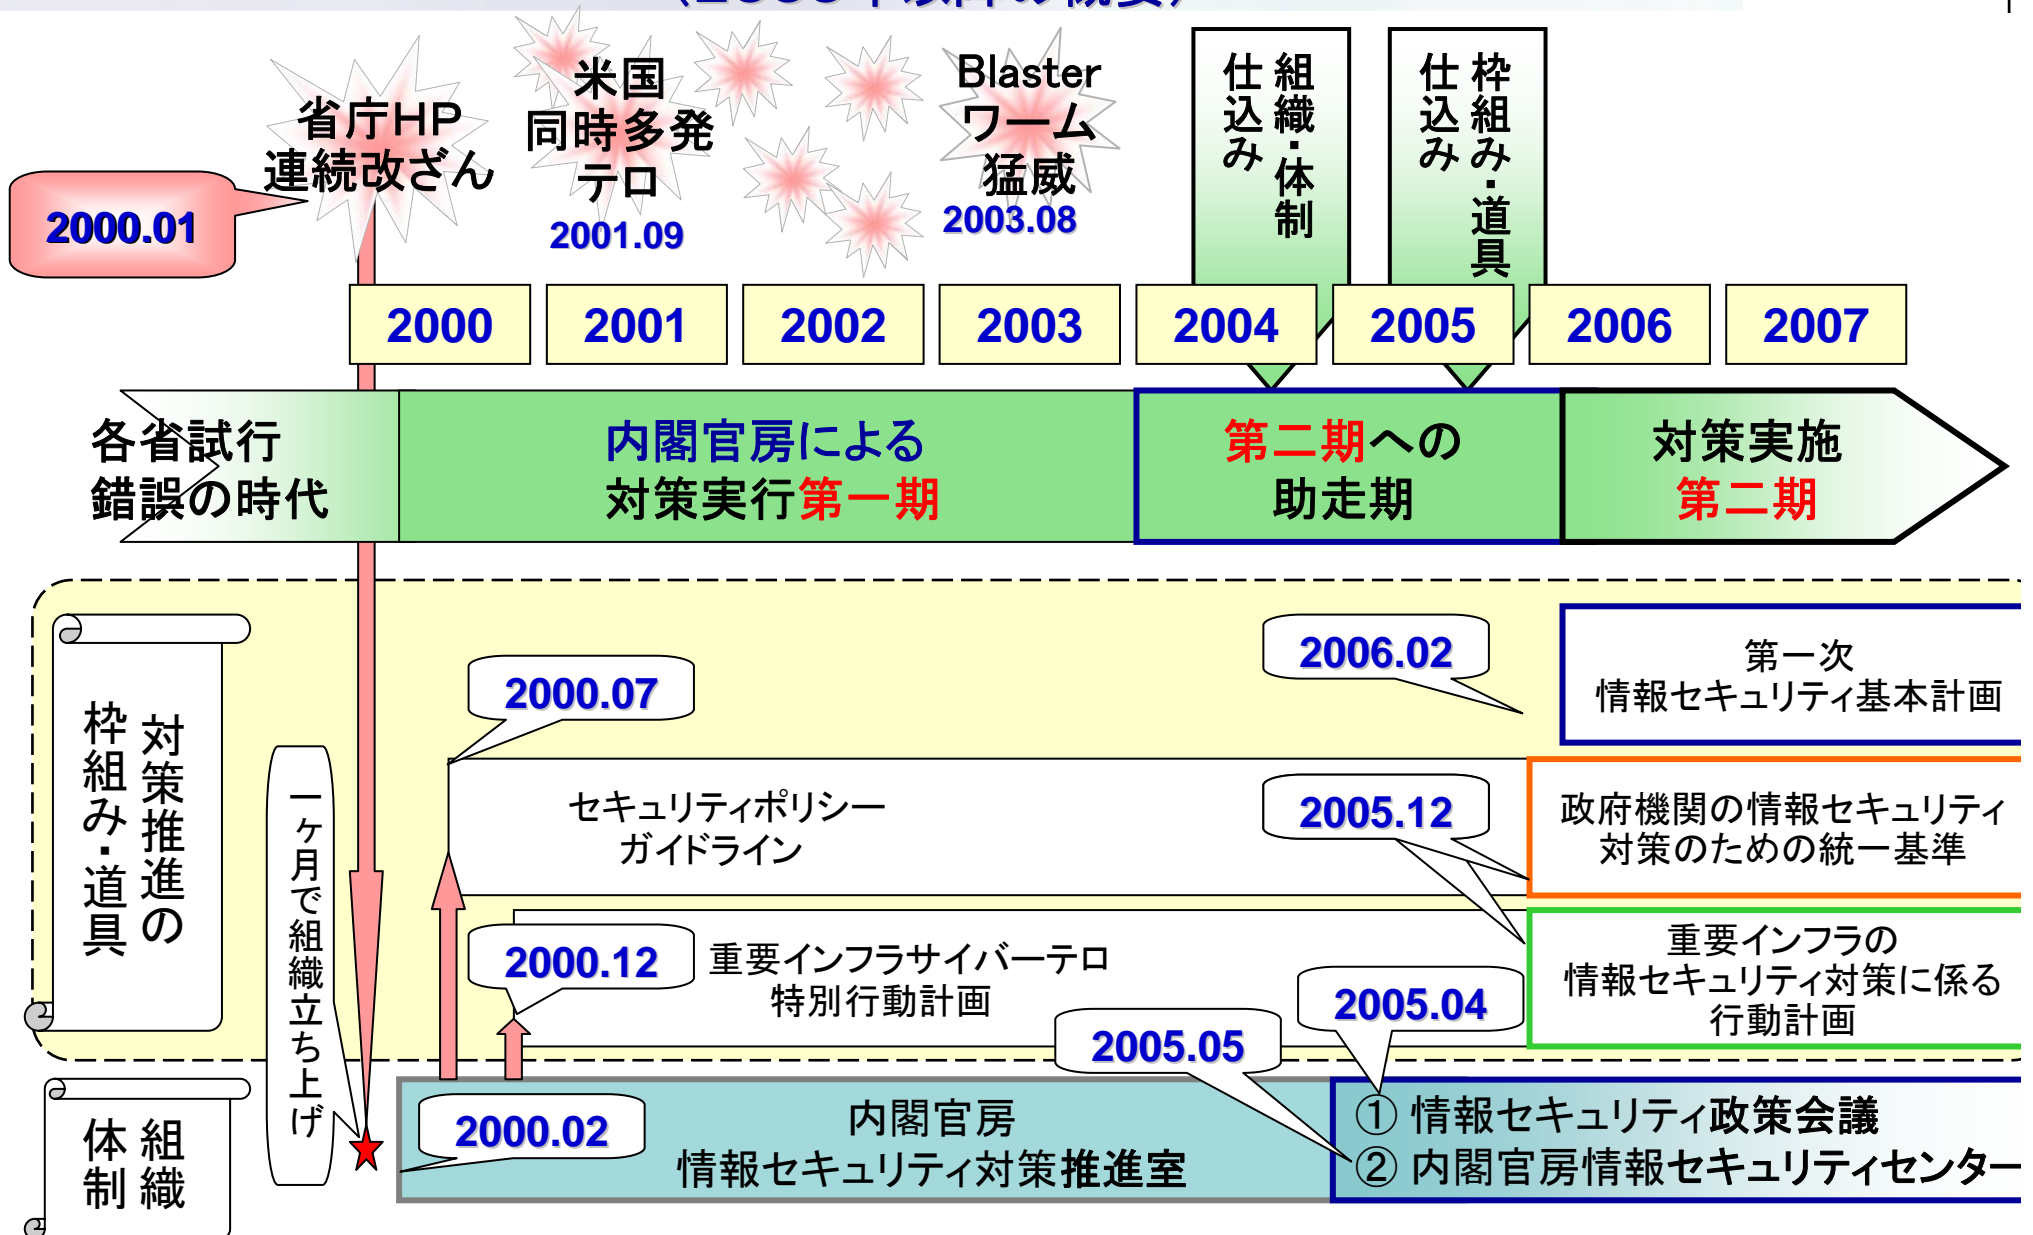 (2000年以降の概要)
省庁HP
連続改ざん
2000.01
米国
同時多発
テロ
2001.09
Blaster
ワーム
猛威
2003.08
組織・体制
仕込み
枠組み・道具
仕込み
2000
2001
2002
2003
2004
2005
2006
2007
各省試行
錯誤の時代
内閣官房による
対策実行第一期
第二期への
助走期
対策実施
第二期
対策推進の
枠組み・道具
一ヶ月で組織立ち上げ
2006.02
第一次
情報セキュリティ基本計画
2000.07
セキュリティポリシー
ガイドライン
2005.12
政府機関の情報セキュリティ
対策のための統一基準
2000.12
重要インフラサイバーテロ
特別行動計画
重要インフラの
情報セキュリティ対策に係る
行動計画
2005.04
2005.05
組織
体制
2000.02
内閣官房
情報セキュリティ対策推進室
① 情報セキュリティ政策会議
② 内閣官房情報セキュリティセンター